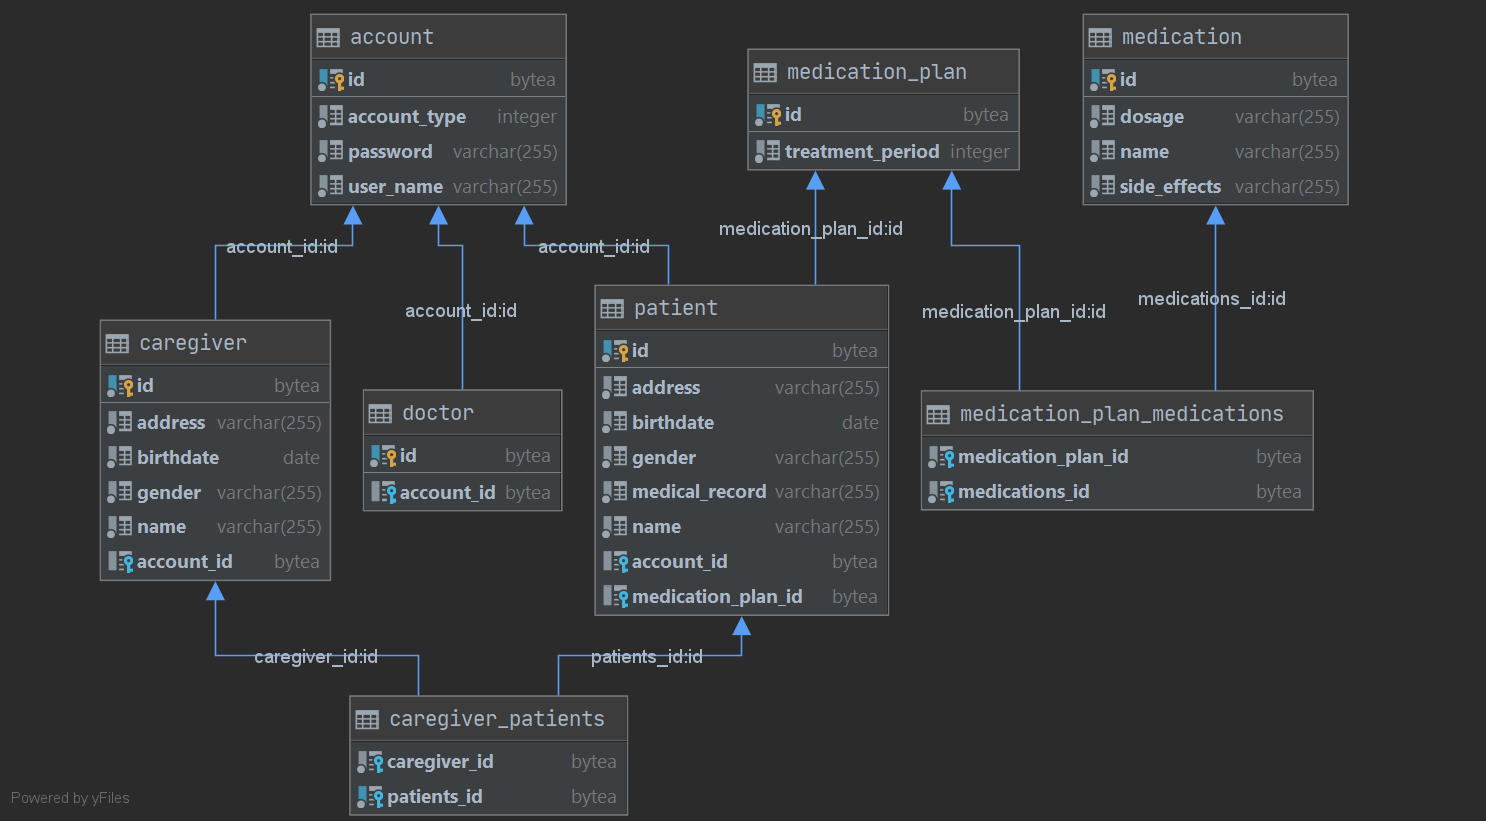 account
id bytea
account_type integer
password varchar(255)
user_name varchar(255)
medication_plan
id bytea
treatment_period integer
medication
id bytea
dosage varchar(255)
name varchar(255)
side_effects varchar(255)
account_id:id
account_id:id
medication_plan_id:id
account_id:id
medication_plan_id:id
medications_id:id
caregiver
id bytea
address varchar(255)
birthdate date
gender varchar(255)
name varchar(255)
account_id bytea
doctor
id bytea
account_id bytea
patient
id bytea
address varchar(255)
birthdate date
gender varchar(255)
medical_record varchar(255)
name varchar(255)
account_id bytea
medication_plan_id bytea
medication_plan_medications
medication_plan_id bytea
medications_id bytea
caregiver_id:id
patients_id:id
caregiver_patients
caregiver_id bytea
patients_id bytea
Powered by yFiles